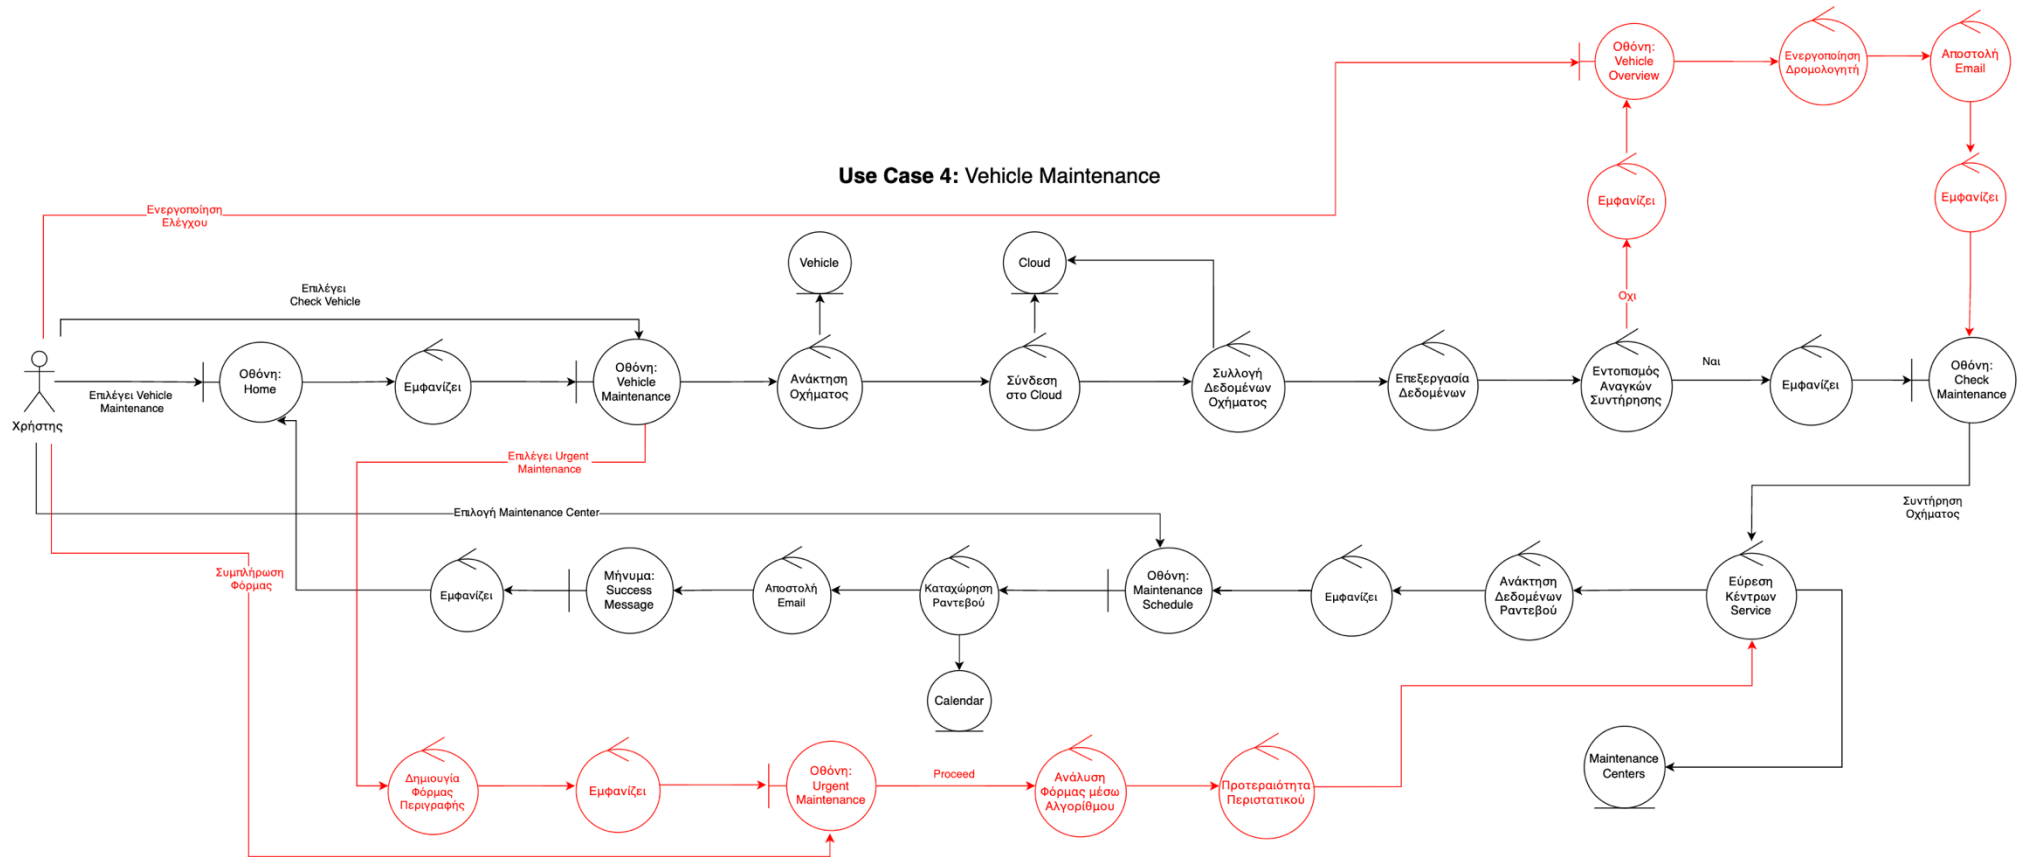 Οθόνη:
Vehicle
Overview
Ενεργοποίηση
Δρομολογητή
Αποστολή
Email
Use Case 4: Vehicle Maintenance
Εμφανίζει
Εμφανίζει
Ενεργοποίηση
Ελέγχου
Vehicle
Cloud
Επιλέγει
Check Vehicle
Οχι
Χρήστης
Επιλέγει Vehicle
Maintenance
Οθόνη:
Home
Εμφανίζει
Οθόνη:
Vehicle
Maintenance
Ανάκτηση
Οχήματος
Σύνδεση
στο Cloud
Συλλογή
Δεδομένων
Οχήματος
Επεξεργασία
Δεδομένων
Εντοπισμός
Αναγκών
Συντήρησης
Ναι
Εμφανίζει
Οθόνη:
Check
Maintenance
Επιλέγει Urgent
Maintenance
Επιλογή Maintenance Center
Συντήρηση
Οχήματος
Συμπλήρωση
Φόρμας
Εμφανίζει
Μήνυμα:
Success
Message
Αποστολή
Email
Καταχώρηση
Ραντεβού
Οθόνη:
Maintenance
Schedule
Εμφανίζει
Ανάκτηση
Δεδομένων
Ραντεβού
Εύρεση
Κέντρων
Service
Calendar
Maintenance
Centers
Δημιουγία
Φόρμας
Περιγραφής
Εμφανίζει
Οθόνη:
Urgent
Maintenance
Proceed
Ανάλυση
Φόρμας μέσω
Αλγορίθμου
Προτεραιότητα
Περιστατικού